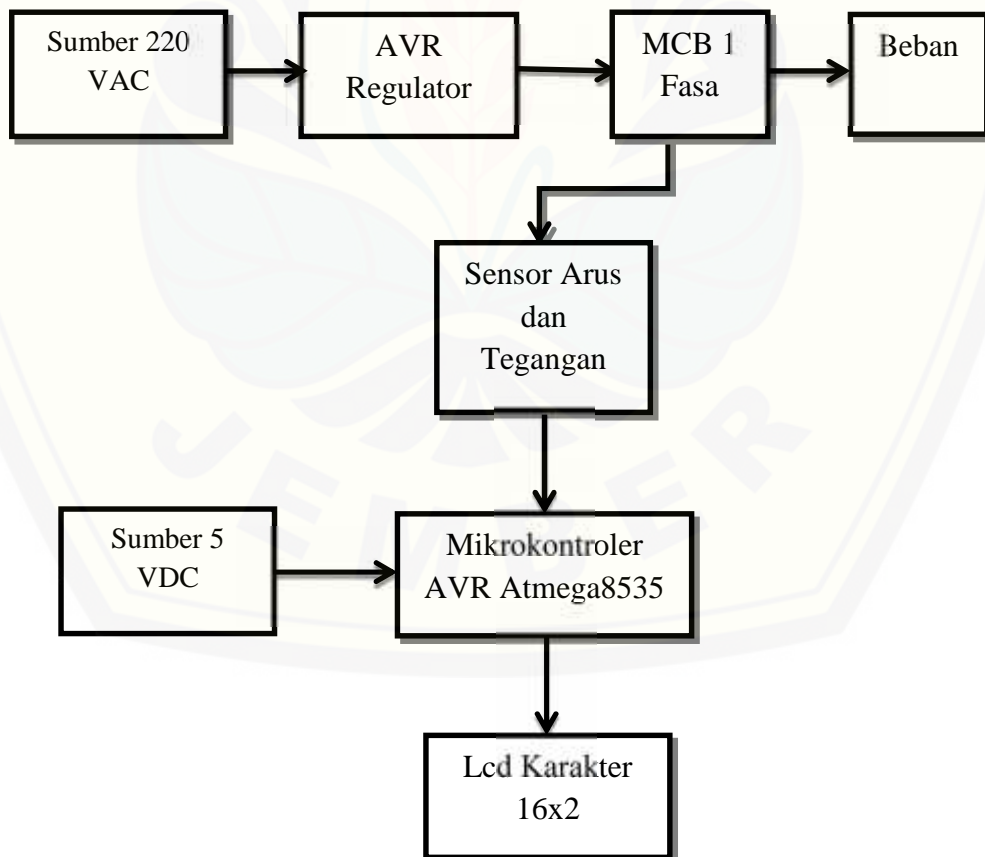 Sumber 220
VAC
AVR
Regulator
MCB 1
Fasa
Beban
Sensor Arus
dan
Tegangan
JEMBER
Sumber 5
VDC
Mikrokontroler
AVR Atmega8535
Lcd Karakter
16x2